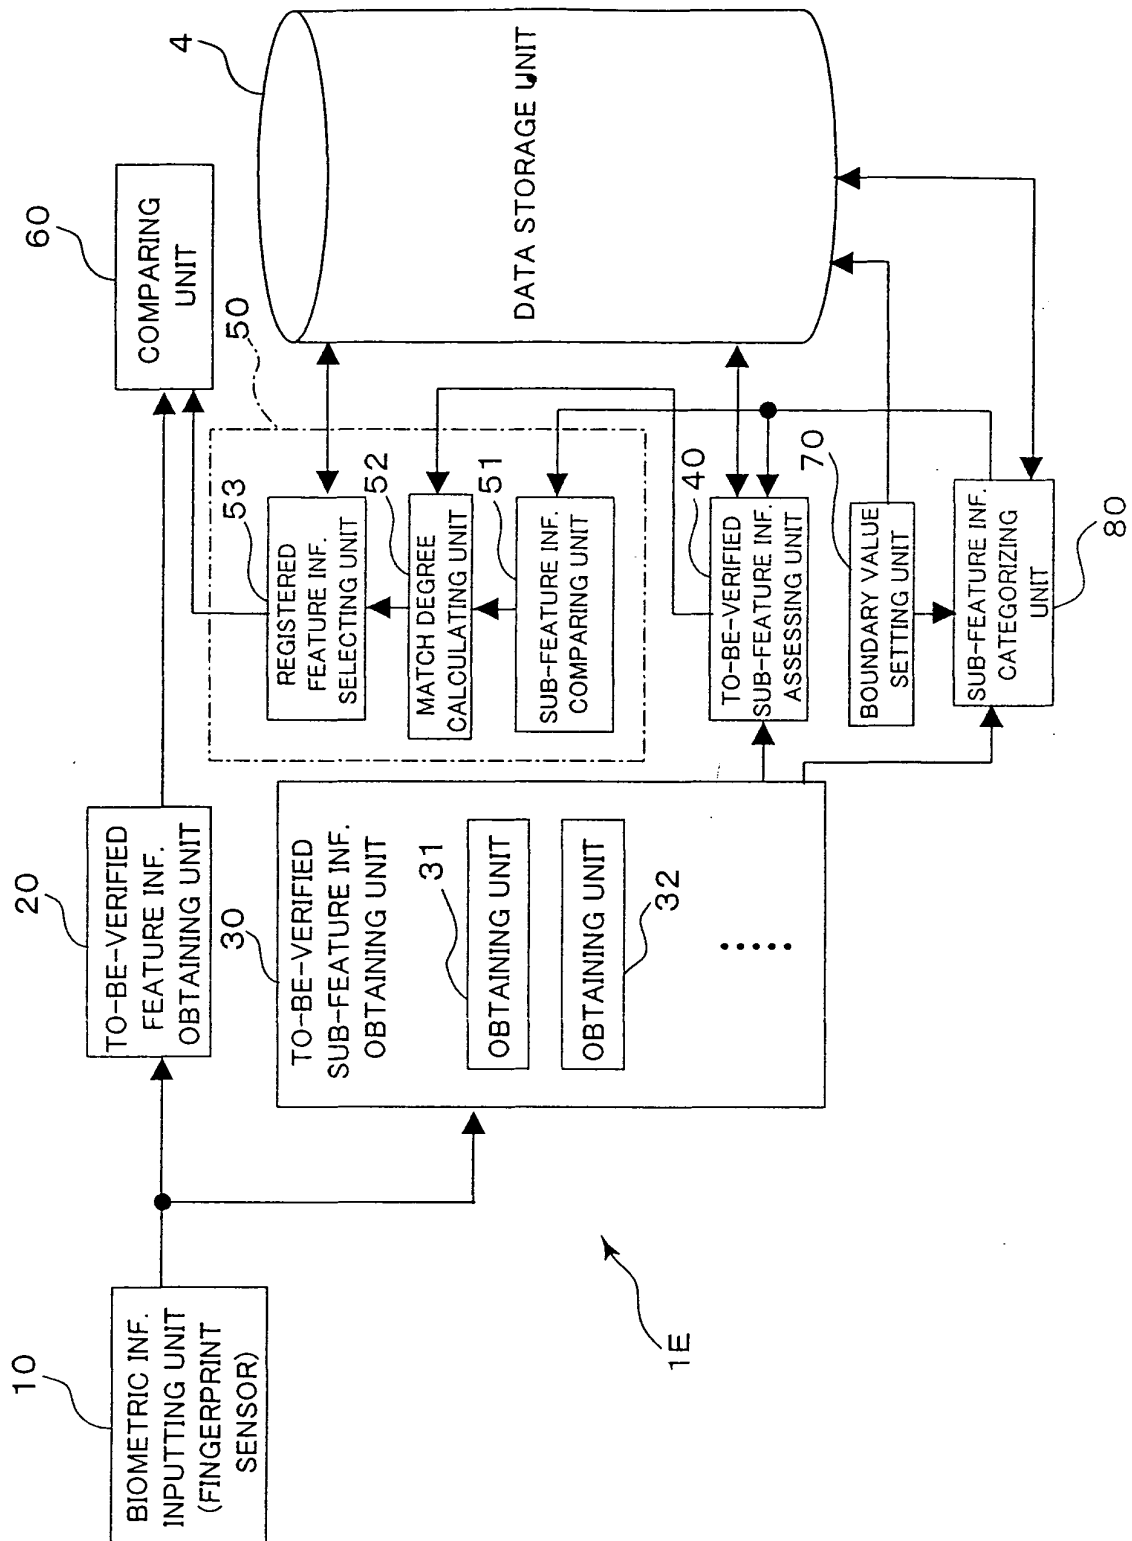 10
BIOMETRIC INF.
INPUTTING UNIT
(FINGERPRINT
SENSOR)
20
TO-BE-VERIFIED
FEATURE INF.
OBTAINING UNIT
60
COMPARING
UNIT
30
TO-BE-VERIFIED
SUB-FEATURE INF.
OBTAINING UNIT
31
OBTAINING UNIT
32
OBTAINING UNIT
50
53
REGISTERED
FEATURE INF.
SELECTING UNIT
52
MATCH DEGREE
CALCULATING UNIT
51
SUB-FEATURE INF.
COMPARING UNIT
40
TO-BE-VERIFIED
SUB-FEATURE INF.
ASSESSING UNIT
70
BOUNDARY VALUE
SETTING UNIT
SUB-FEATURE INF.
CATEGORIZING
UNIT
80
4
DATA STORAGE UNIT
1E